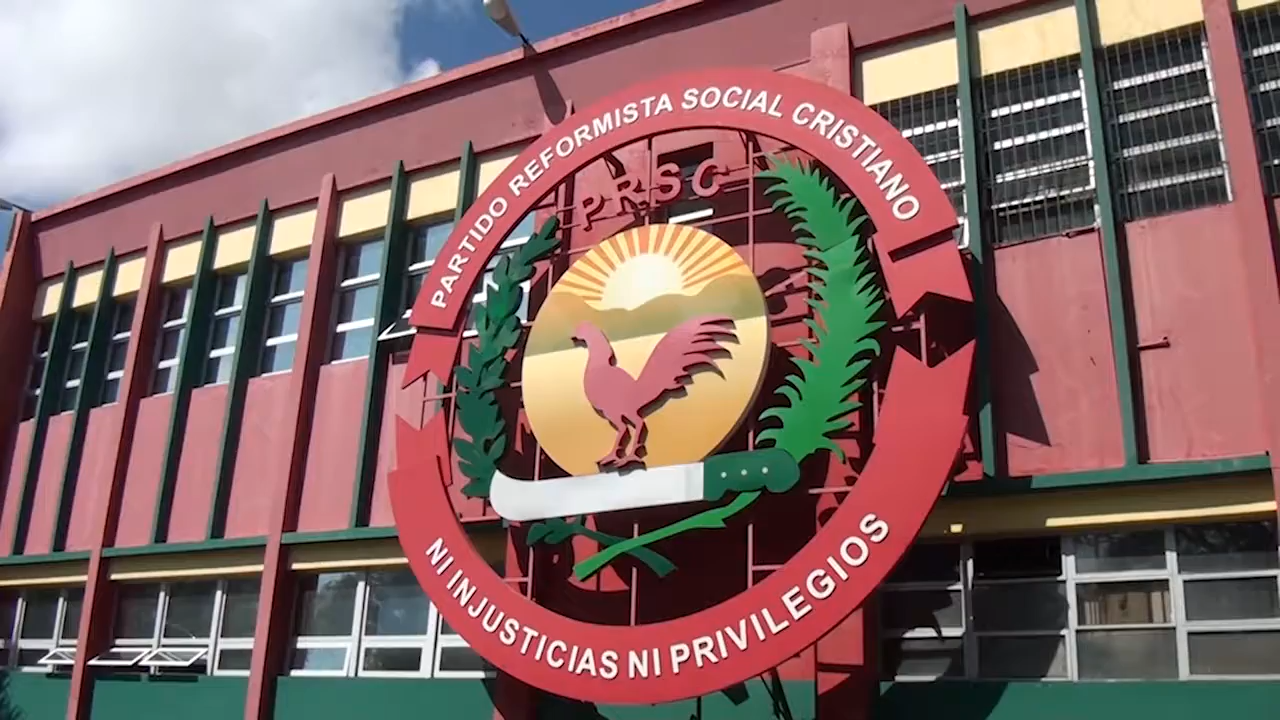 PARTIDO REFORMISTA SOCIAL CRISTIANO
PRSC
NI INJUSTICIAS NI PRIVILEGIOS